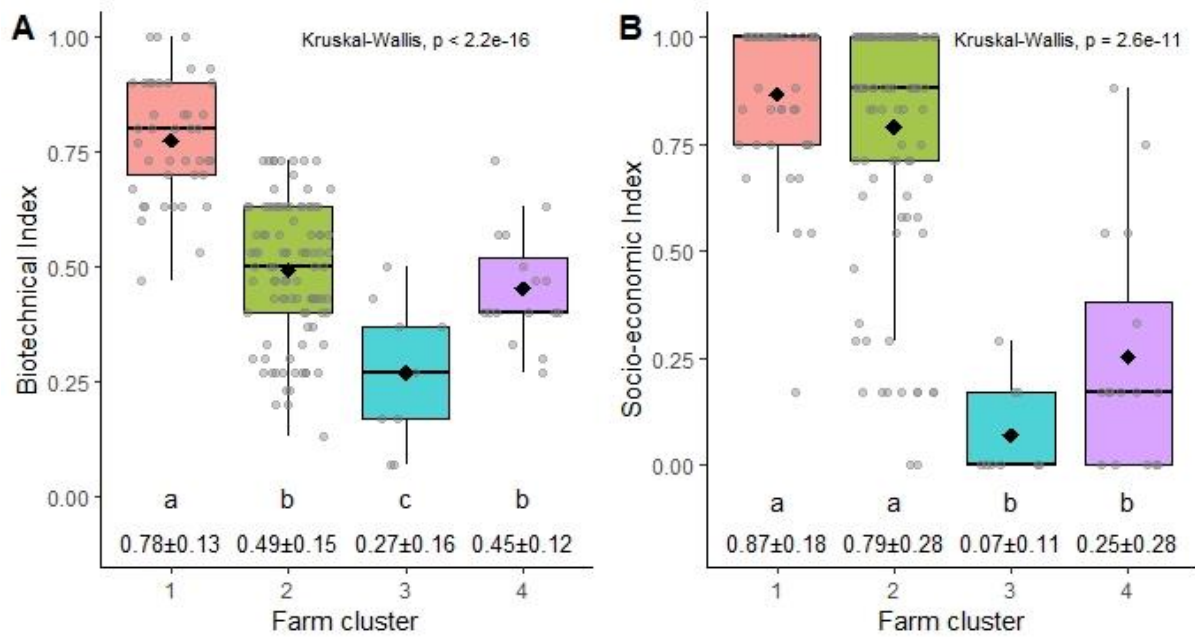 A
Kruskal-Wallis, p < 2.2e-16
Biotechnical Index
1.00
0.75
0.50
0.25
0.00
a b c b
0.78±0.13 0.49±0.15 0.27±0.16 0.45±0.12
1 2 3 4
Farm cluster
B
Kruskal-Wallis, p = 2.6e-11
Socio-economic Index
1.00
0.75
0.50
0.25
0.00
a a b b
0.87±0.18 0.79±0.28 0.07±0.11 0.25±0.28
1 2 3 4
Farm cluster